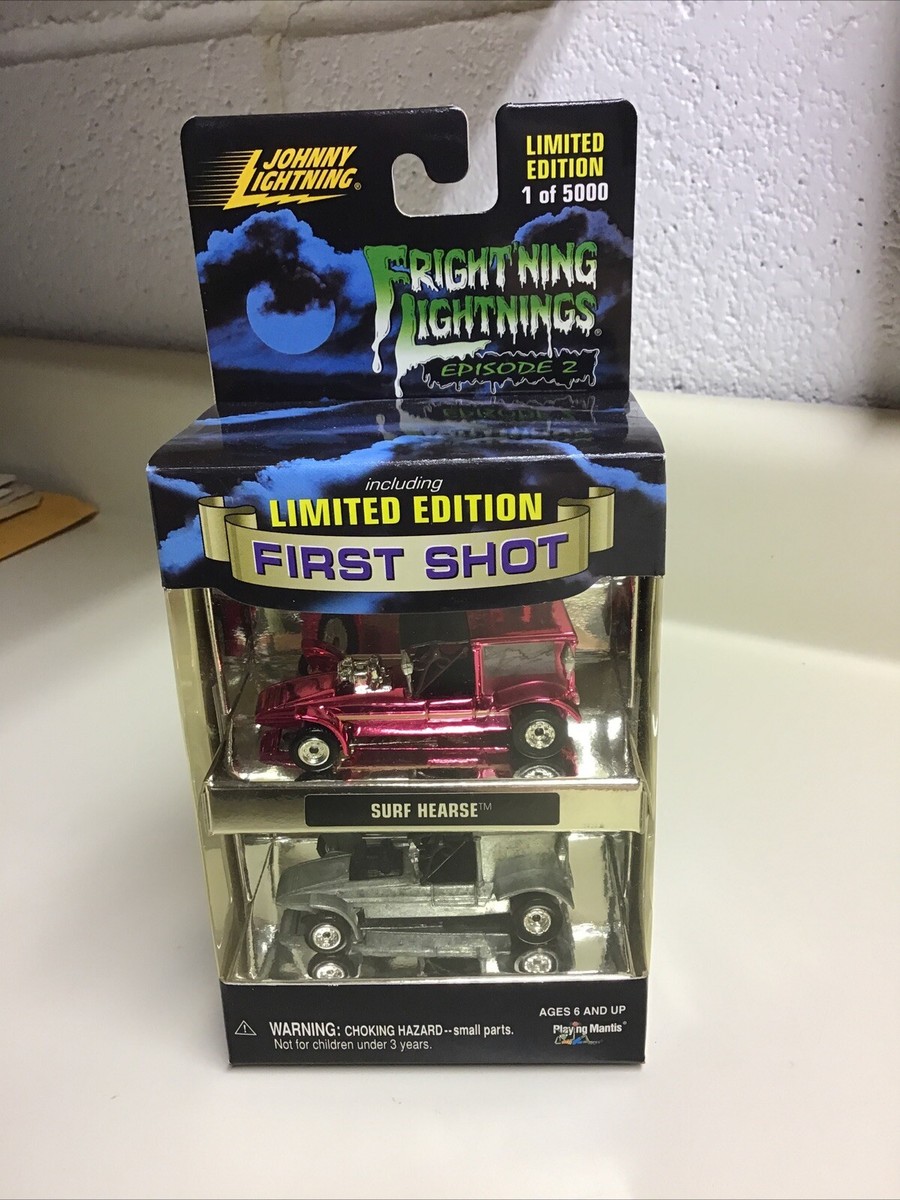 JOHNNY
LIGHTNING®
LIMITED
EDITION
1 of 5000
FRIGHT'NING
LIGHTNINGS®
EPISODE 2
including
LIMITED EDITION
FIRST SHOT
SURF HEARSE™
AGES 6 AND UP
WARNING: CHOKING HAZARD--small parts.
Not for children under 3 years.
Playing Mantis®